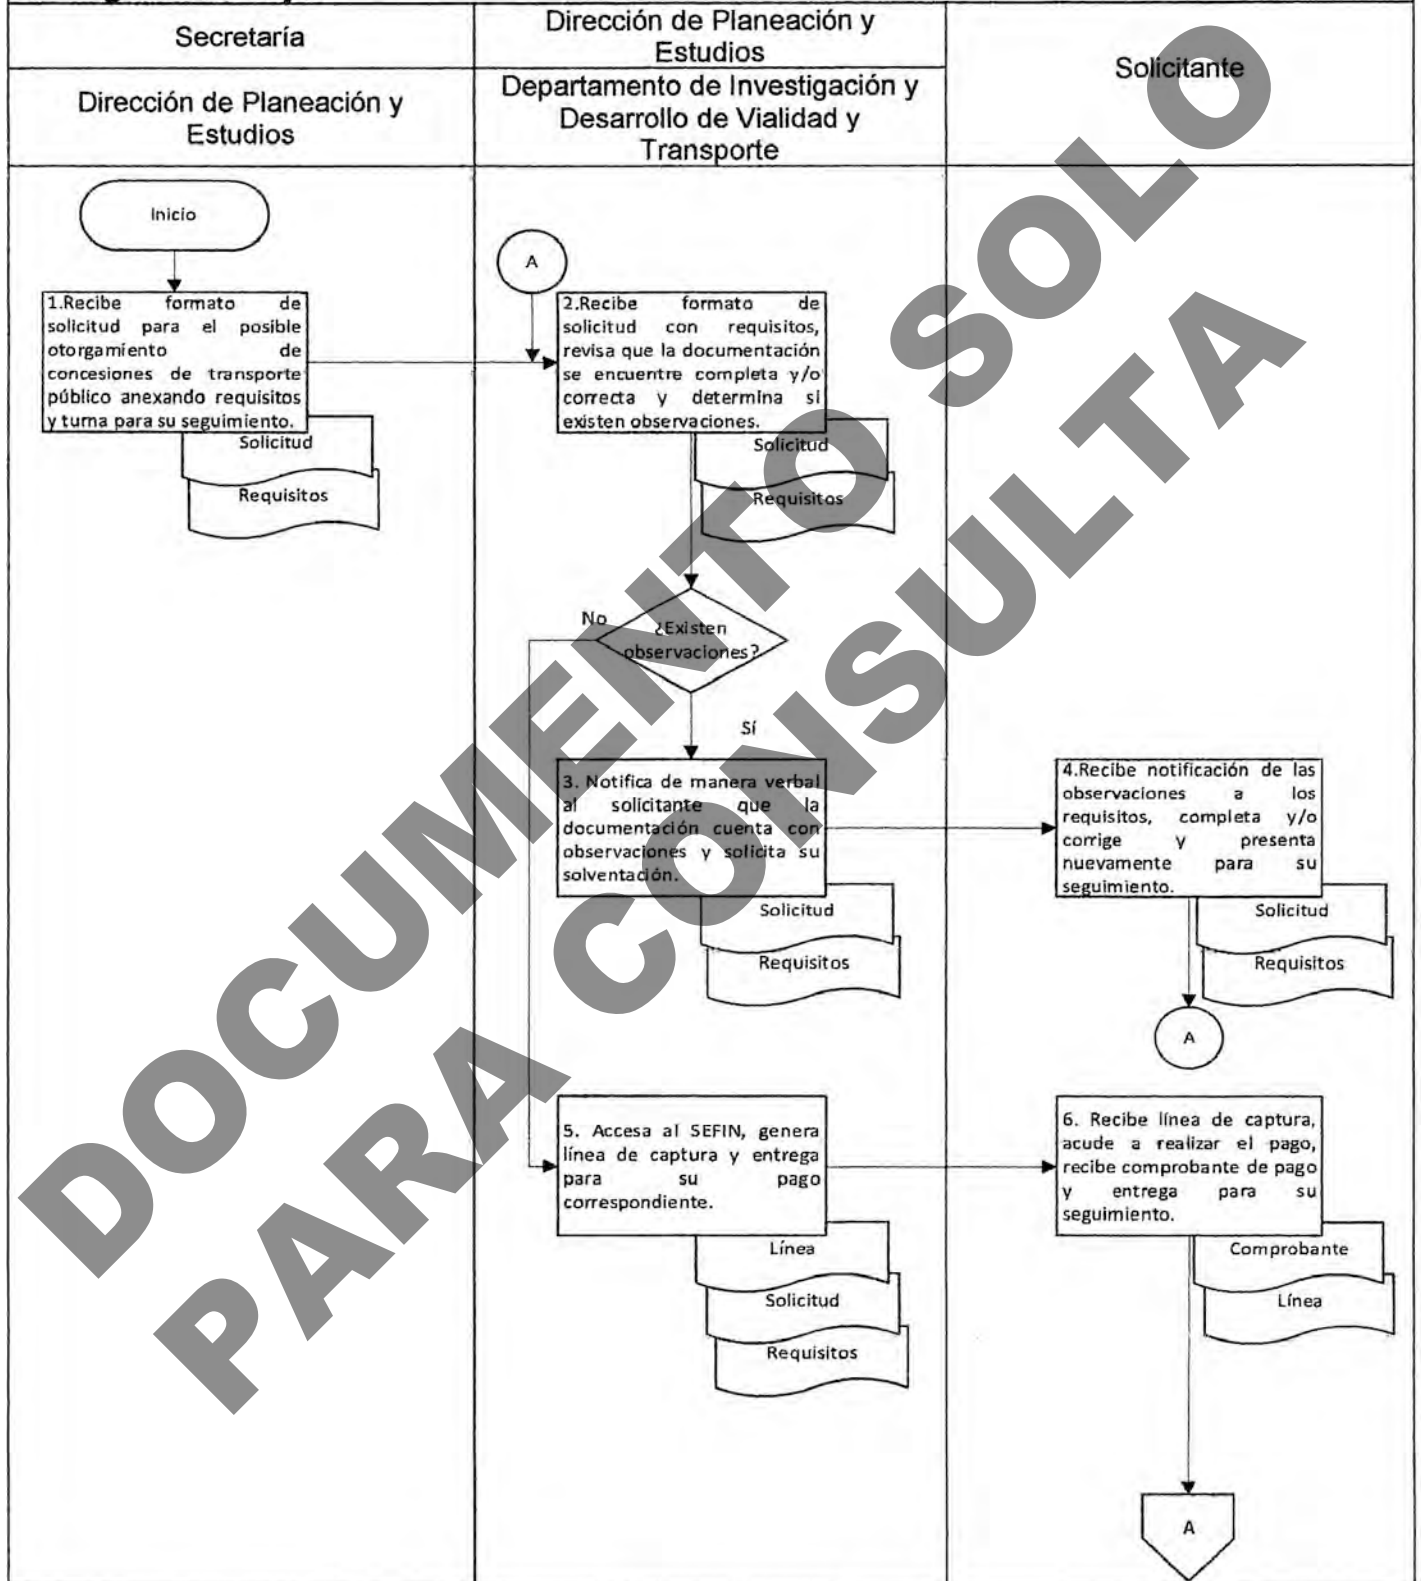 Secretaría
Dirección de Planeación y
Estudios
Solicitante
Dirección de Planeación y
Estudios
Departamento de Investigación y
Desarrollo de Vialidad y
Transporte
Inicio
A
1.Recibe formato de
solicitud para el posible
otorgamiento de
concesiones de transporte
público anexando requisitos
y turna para su seguimiento.
Solicitud
Requisitos
2.Recibe formato de
solicitud con requisitos,
revisa que la documentación
se encuentre completa y/o
correcta y determina si
existen observaciones.
Solicitud
Requisitos
No
¿Existen
observaciones?
Sí
3. Notifica de manera verbal
al solicitante que la
documentación cuenta con
observaciones y solicita su
solventación.
Solicitud
Requisitos
4.Recibe notificación de las
observaciones a los
requisitos, completa y/o
corrige y presenta
nuevamente para su
seguimiento.
Solicitud
Requisitos
A
5. Accesa al SEFIN, genera
línea de captura y entrega
para su pago
correspondiente.
Línea
Solicitud
Requisitos
6. Recibe línea de captura,
acude a realizar el pago,
recibe comprobante de pago
y entrega para su
seguimiento.
Comprobante
Línea
A
DOCUMENTO SOLO
PARA CONSULTA